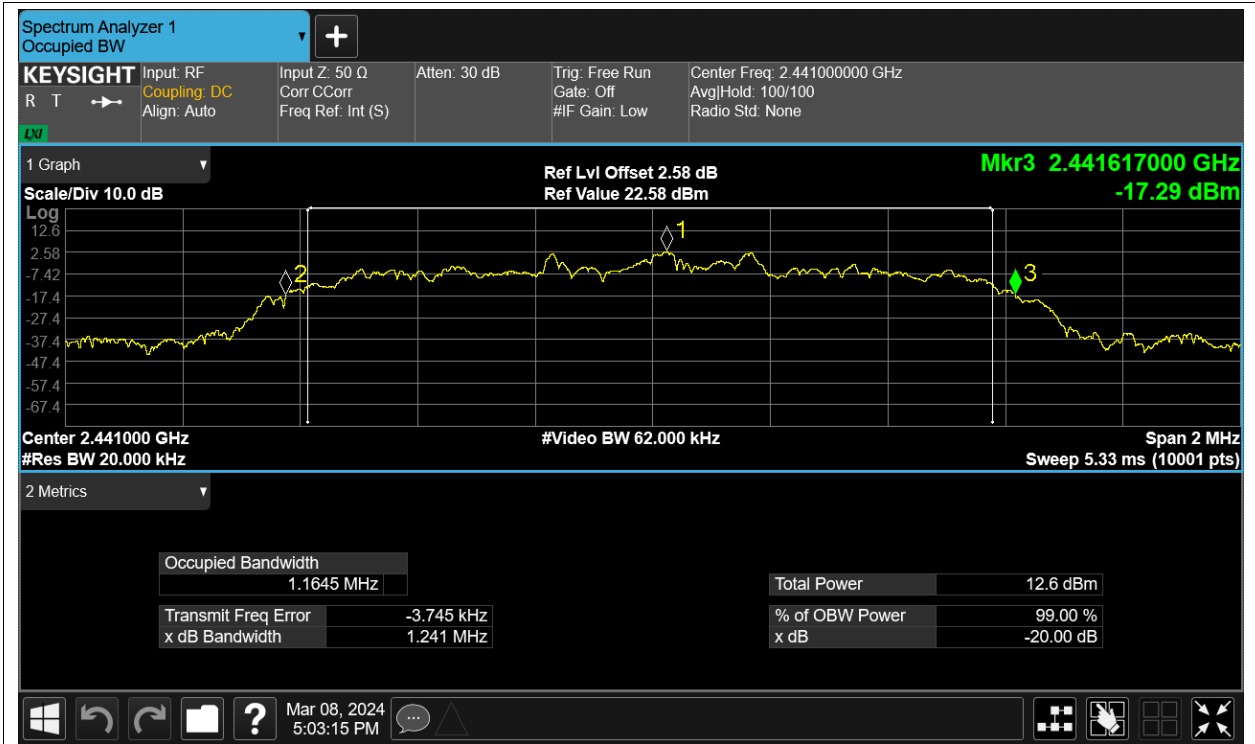 Spectrum Analyzer 1
Occupied BW
+
KEYSIGHT
R T
LXI
Input: RF
Coupling: DC
Align: Auto
Input Z: 50 Ω
Corr CCorr
Freq Ref: Int (S)
Atten: 30 dB
Trig: Free Run
Gate: Off
#IF Gain: Low
Center Freq: 2.441000000 GHz
Avg|Hold: 100/100
Radio Std: None
1 Graph
Scale/Div 10.0 dB
Ref Lvl Offset 2.58 dB
Ref Value 22.58 dBm
Mkr3 2.441617000 GHz
-17.29 dBm
Log
12.6
2.58
-7.42
-17.4
-27.4
-37.4
-47.4
-57.4
-67.4
1
2
3
Center 2.441000 GHz
#Res BW 20.000 kHz
#Video BW 62.000 kHz
Span 2 MHz
Sweep 5.33 ms (10001 pts)
2 Metrics
Occupied Bandwidth
1.1645 MHz
Transmit Freq Error -3.745 kHz
x dB Bandwidth 1.241 MHz
Total Power 12.6 dBm
% of OBW Power 99.00 %
x dB -20.00 dB
?
Mar 08, 2024
5:03:15 PM